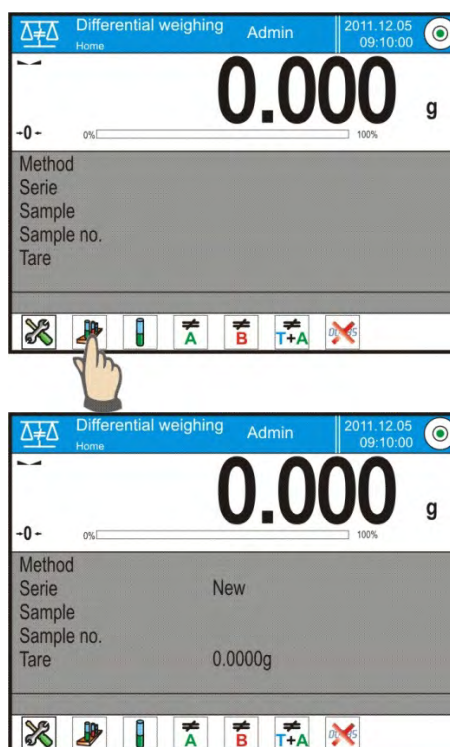 Differential weighing Admin 2011.12.05
Home 09:10:00
0.000 g
→0←
0% 100%
Method
Serie
Sample
Sample no.
Tare
A B T+A
Differential weighing Admin 2011.12.05
Home 09:10:00
0.000 g
→0←
0% 100%
Method
Serie New
Sample
Sample no.
Tare 0.0000g
A B T+A